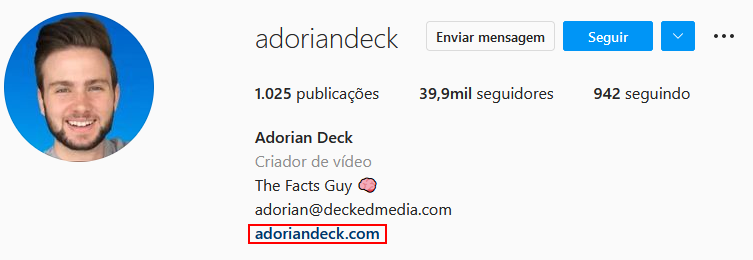 adoriandeck Enviar mensagem Seguir
1.025 publicações 39,9mil seguidores 942 seguindo
Adorian Deck
Criador de vídeo
The Facts Guy 🧠
adorian@deckedmedia.com
adoriandeck.com